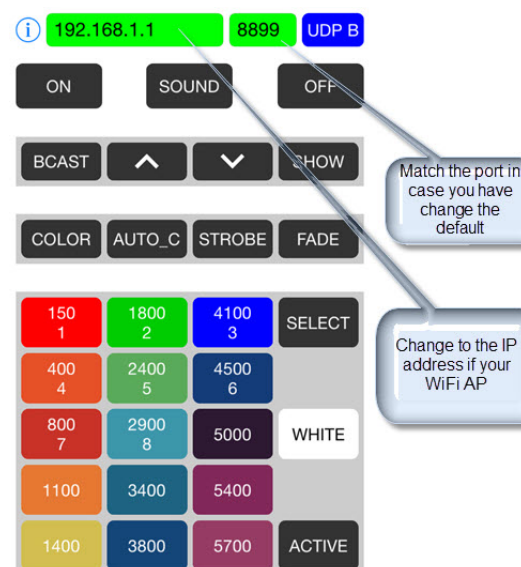 i 192.168.1.1 8899 UDP B
ON SOUND OFF
BCAST SHOW
COLOR AUTO_C STROBE FADE
150 1800 4100 SELECT
1 2 3
400 2400 4500
4 5 6
800 2900 5000 WHITE
7 8
1100 3400 5400
1400 3800 5700 ACTIVE
Match the port in
case you have
change the
default
Change to the IP
address if your
WiFi AP